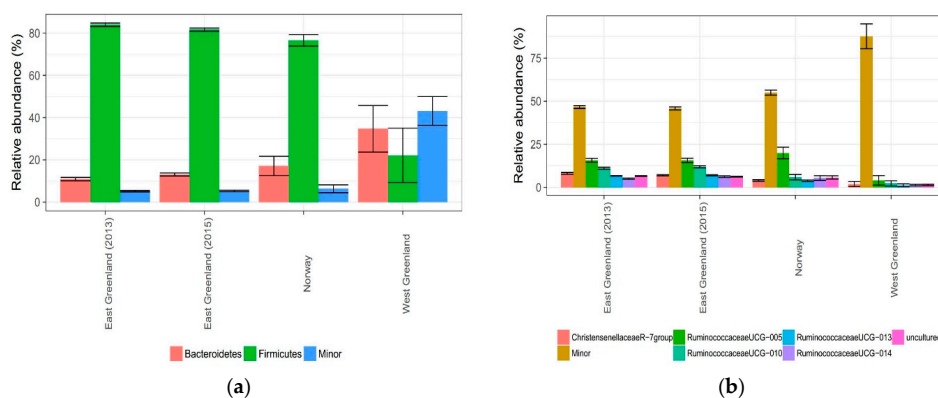 Relative abundance (%)
80
60
40
20
0
East Greenland (2013)
East Greenland (2015)
Norway
West Greenland
Bacteroidetes Firmicutes Minor
(a)
Relative abundance (%)
75
50
25
0
East Greenland (2013)
East Greenland (2015)
Norway
West Greenland
ChristensenellaceaeR-7group RuminococcaceaeUCG-005 RuminococcaceaeUCG-013 uncultured
Minor RuminococcaceaeUCG-010 RuminococcaceaeUCG-014
(b)